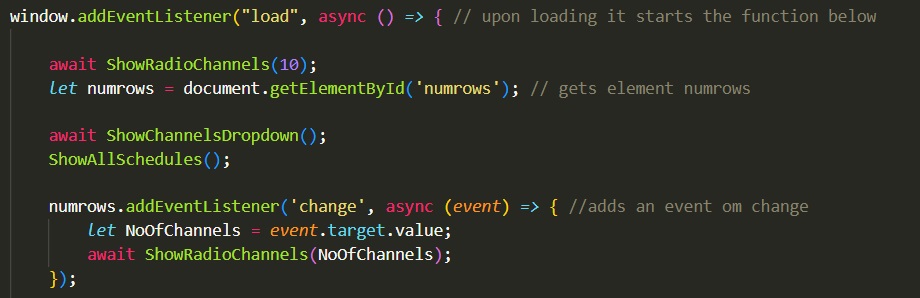 window.addEventListener("load", async () => { // upon loading it starts the function below
await ShowRadioChannels(10);
let numrows = document.getElementById('numrows'); // gets element numrows
await ShowChannelsDropdown();
ShowAllSchedules();
numrows.addEventListener('change', async (event) => { //adds an event om change
let NoOfChannels = event.target.value;
await ShowRadioChannels(NoOfChannels);
});